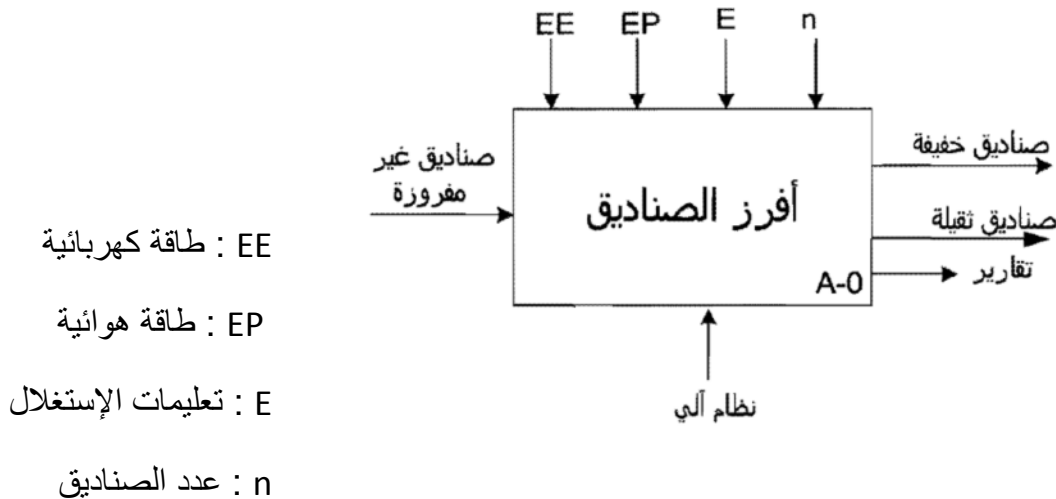 EE EP E n
صناديق غير
مفروزة
أفرز الصناديق
A-0
صناديق خفيفة
صناديق ثقيلة
تقارير
نظام آلي
EE : طاقة كهربائية
EP : طاقة هوائية
E : تعليمات الإستغلال
n : عدد الصناديق